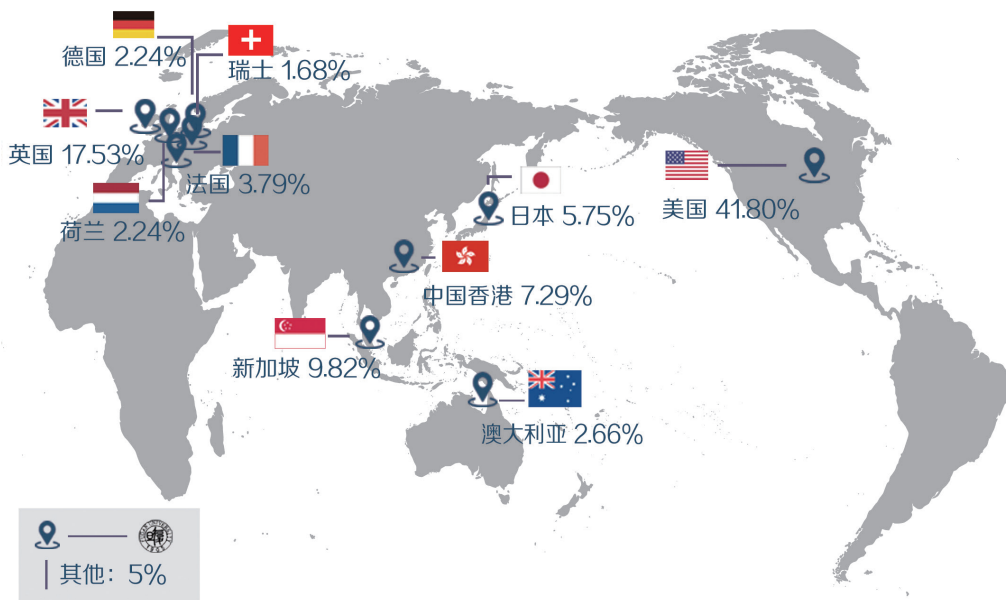 德国 2.24%
瑞士 1.68%
英国 17.53%
法国 3.79%
荷兰 2.24%
日本 5.75%
美国 41.80%
中国香港 7.29%
新加坡 9.82%
澳大利亚 2.66%
其他：5%